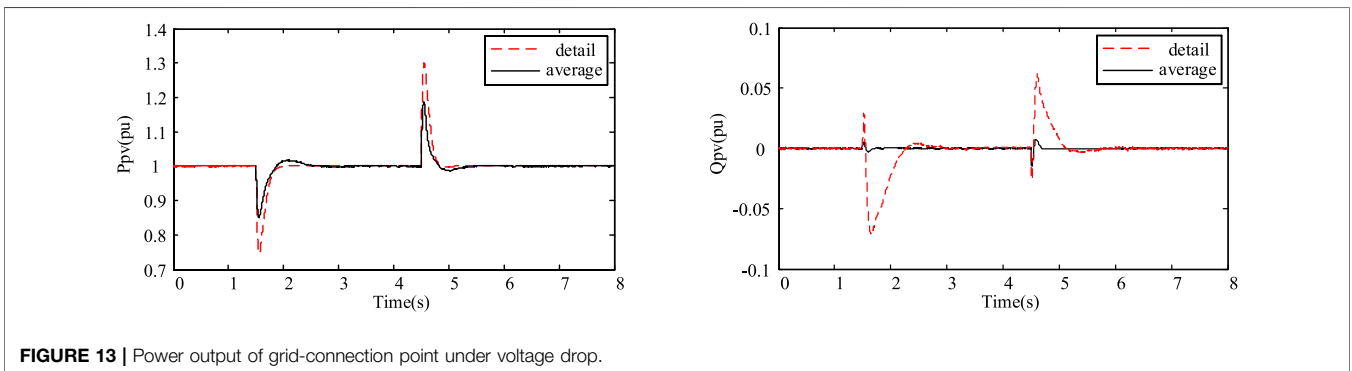 1.4
1.3
1.2
1.1
1
0.9
0.8
0.7
Ppv(pu)
detail
average
0 1 2 3 4 5 6 7 8
Time(s)
0.1
0.05
0
-0.05
-0.1
Qpv(pu)
detail
average
0 1 2 3 4 5 6 7 8
Time(s)
FIGURE 13 | Power output of grid-connection point under voltage drop.